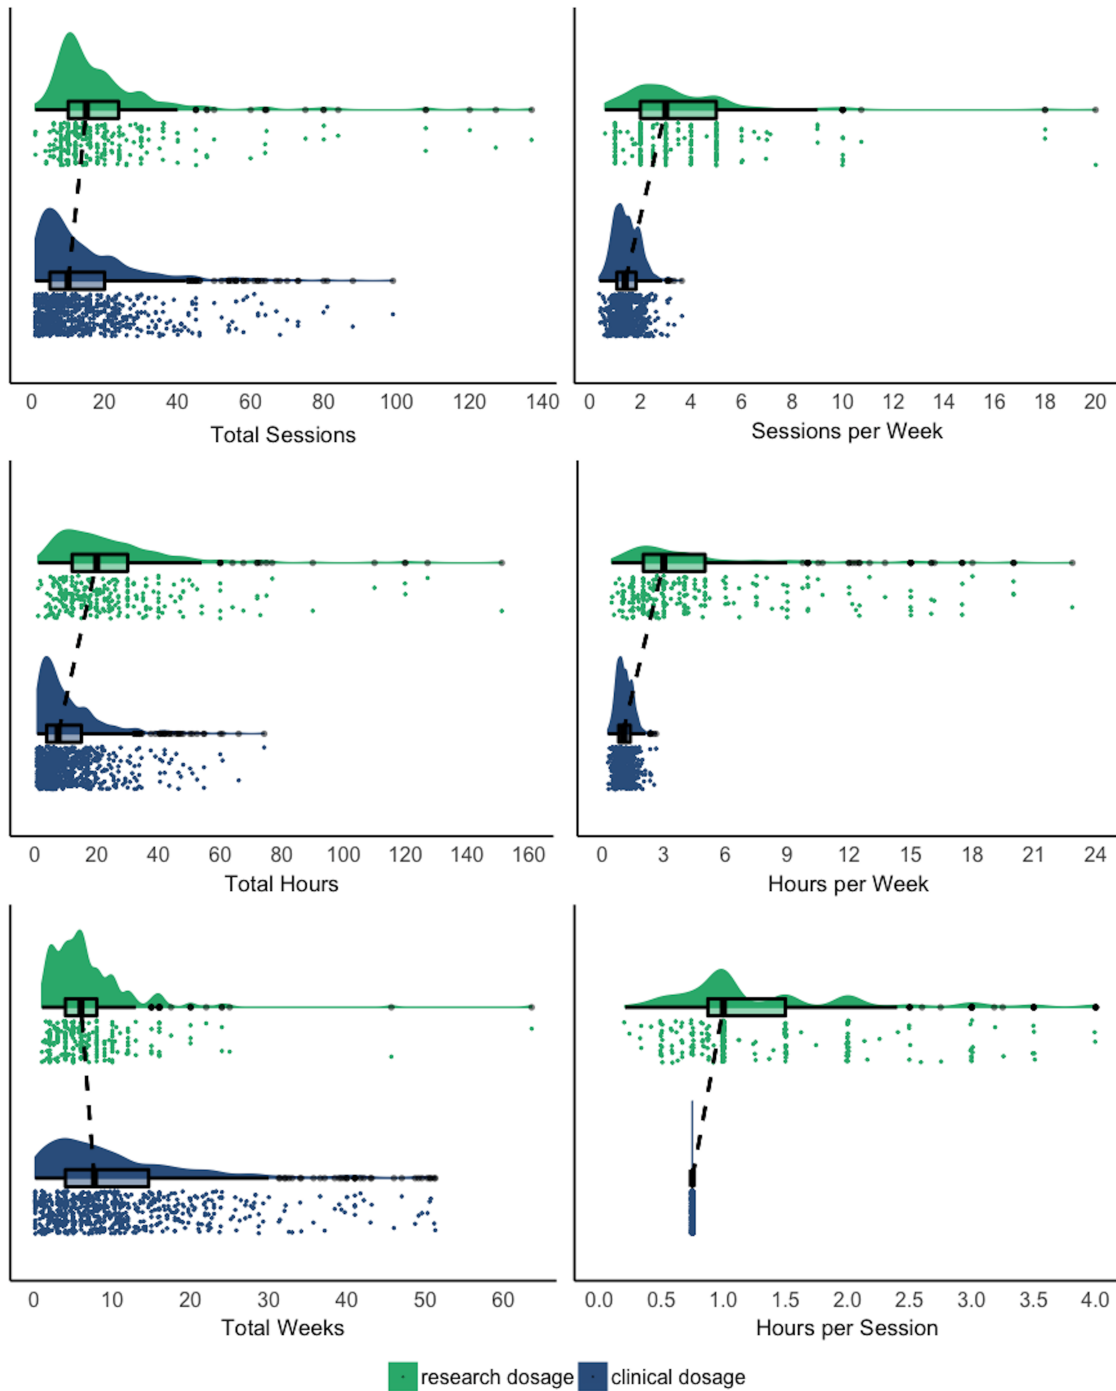 0 20 40 60 80 100 120 140
Total Sessions
0 2 4 6 8 10 12 14 16 18 20
Sessions per Week
0 20 40 60 80 100 120 140 160
Total Hours
0 3 6 9 12 15 18 21 24
Hours per Week
0 10 20 30 40 50 60
Total Weeks
0.0 0.5 1.0 1.5 2.0 2.5 3.0 3.5 4.0
Hours per Session
research dosage clinical dosage